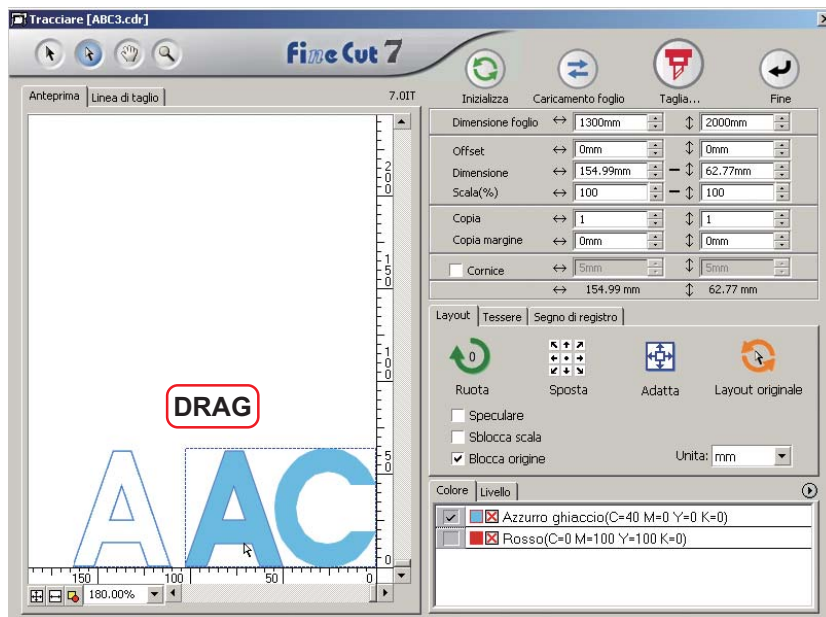 Tracciare [ABC3.cdr]
Fine Cut 7
Inizializza Caricamento foglio Taglia... Fine
Anteprima Linea di taglio 7.0IT
Dimensione foglio 1300mm 2000mm
Offset 0mm 0mm
Dimensione 154.99mm 62.77mm
Scala(%) 100 100
Copia 1 1
Copia margine 0mm 0mm
Cornice 5mm 5mm
154.99 mm 62.77 mm
Layout Tessere Segno di registro
0
Ruota Sposta Adatta Layout originale
Speculare
Sblocca scala
Blocca origine Unita: mm
Colore Livello
Azzurro ghiaccio(C=40 M=0 Y=0 K=0)
Rosso(C=0 M=100 Y=100 K=0)
200
150
100
DRAG
50
A AC
0
150 100 50 0
180.00%